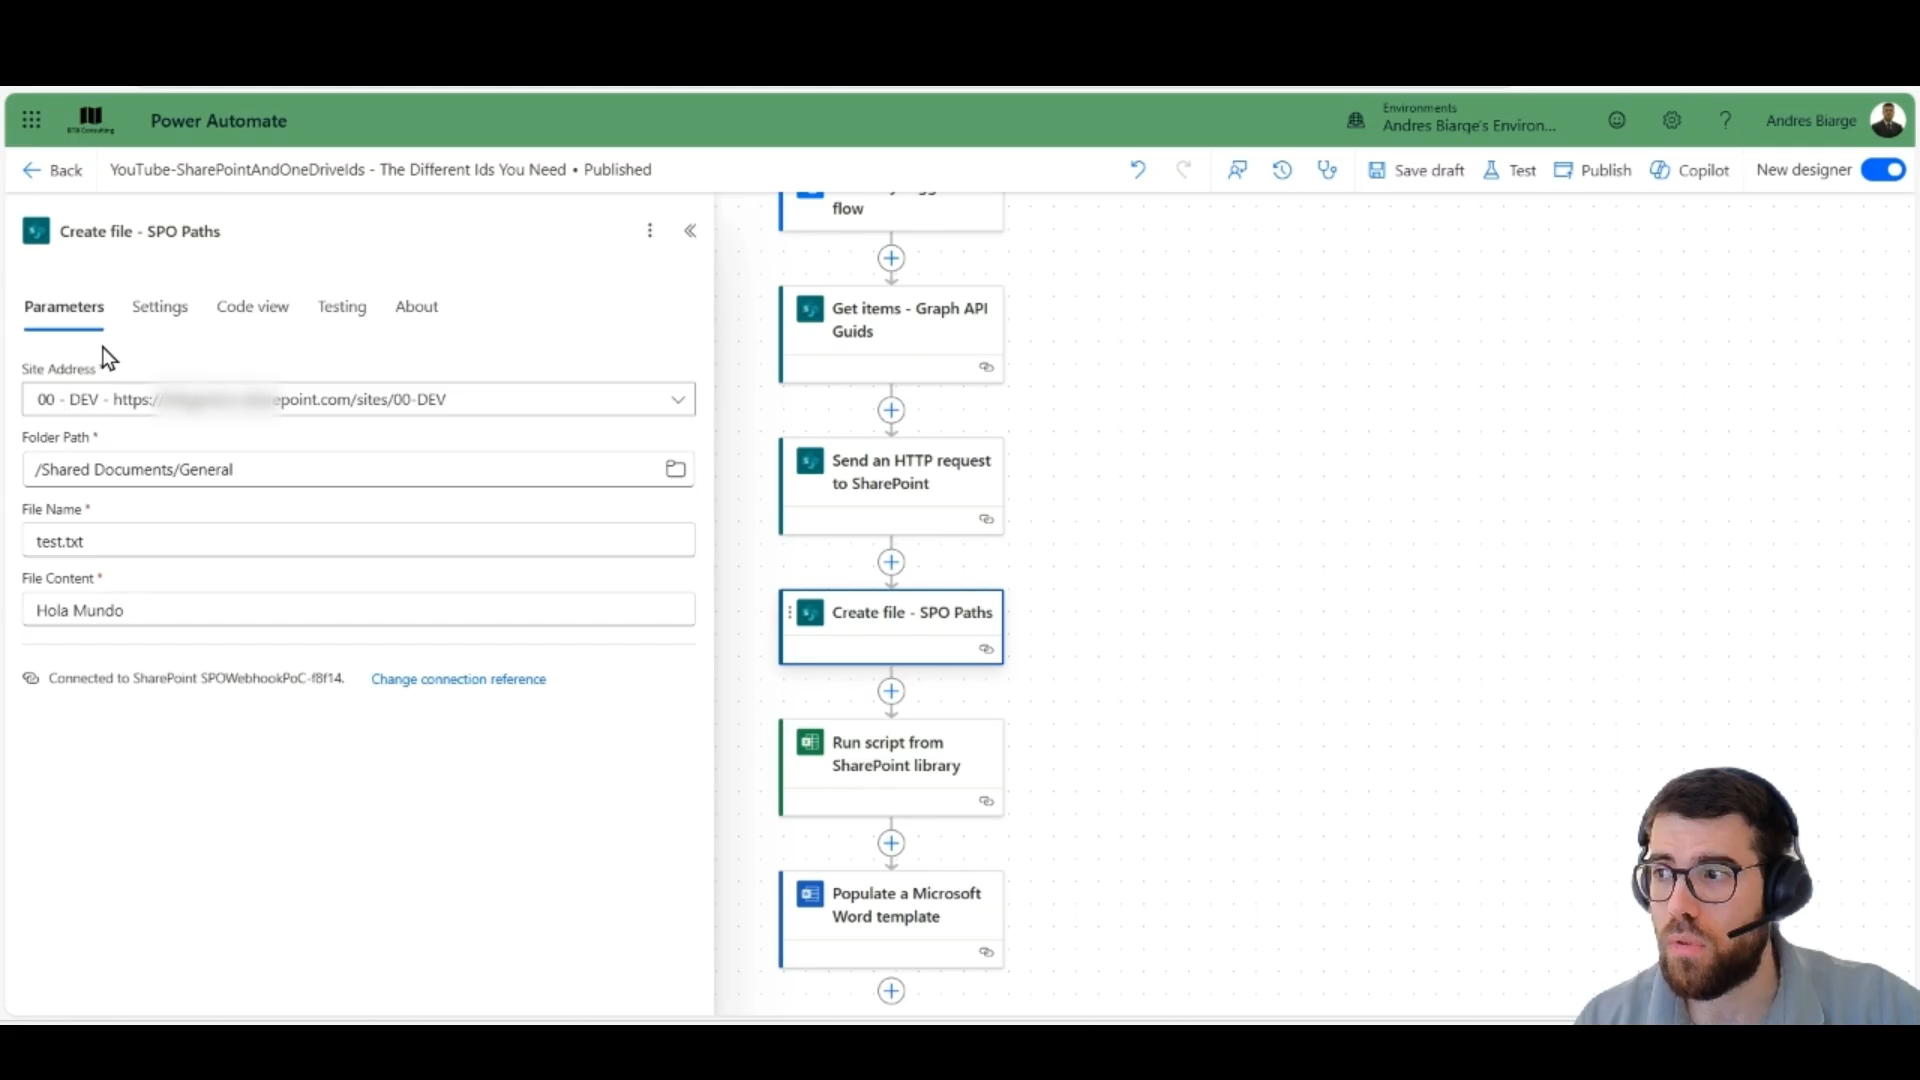 BTB Consulting
Power Automate
Environments
Andres Biarge's Environ...
Andres Biarge
Back
YouTube-SharePointAndOneDriveIds - The Different Ids You Need • Published
Save draft
Test
Publish
Copilot
New designer
Create file - SPO Paths
Parameters
Settings
Code view
Testing
About
Site Address
00 - DEV - https://
epoint.com/sites/00-DEV
Folder Path *
/Shared Documents/General
File Name *
test.txt
File Content *
Hola Mundo
Connected to SharePoint SPOWebhookPoC-f8f14.
Change connection reference
flow
Get items - Graph API
Guids
Send an HTTP request
to SharePoint
Create file - SPO Paths
Run script from
SharePoint library
Populate a Microsoft
Word template